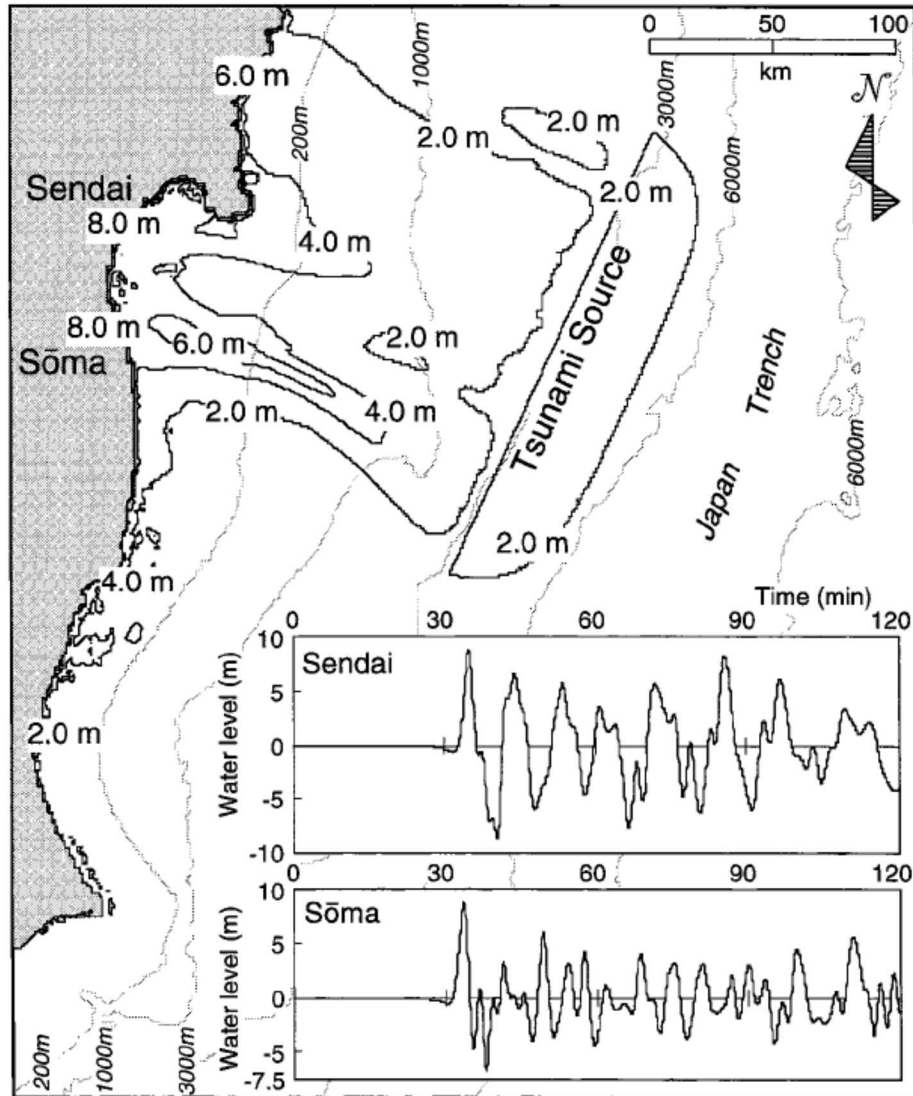 0 50 100
km
N
6.0 m
1000m
200m
3000m
2.0 m
2.0 m
6000m
Sendai
2.0 m
8.0 m
4.0 m
Tsunami Source
8.0 m
6.0 m
2.0 m
Sōma
2.0 m
4.0 m
Japan Trench
6000m
2.0 m
4.0 m
Time (min)
0 30 60 90 120
Sendai
Water level (m)
10
5
0
-5
-10
2.0 m
0 30 60 90 120
Sōma
Water level (m)
10
5
0
-5
-7.5
200m
1000m
3000m